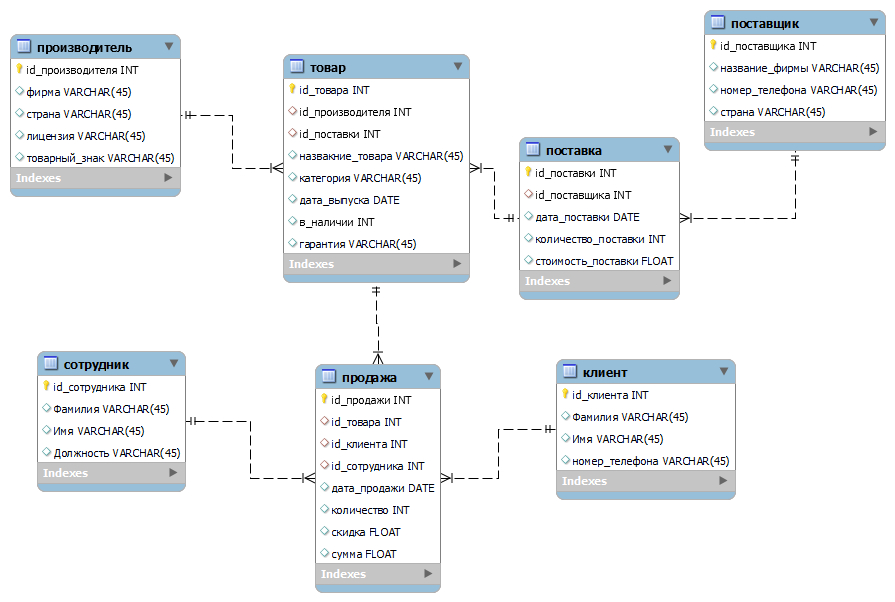 производитель
id_производителя INT
фирма VARCHAR(45)
страна VARCHAR(45)
лицензия VARCHAR(45)
товарный_знак VARCHAR(45)
Indexes
товар
id_товара INT
id_производителя INT
id_поставки INT
назвакние_товара VARCHAR(45)
категория VARCHAR(45)
дата_выпуска DATE
в_наличии INT
гарантия VARCHAR(45)
Indexes
поставка
id_поставки INT
id_поставщика INT
дата_поставки DATE
количество_поставки INT
стоимость_поставки FLOAT
Indexes
поставщик
id_поставщика INT
название_фирмы VARCHAR(45)
номер_телефона VARCHAR(45)
страна VARCHAR(45)
Indexes
сотрудник
id_сотрудника INT
Фамилия VARCHAR(45)
Имя VARCHAR(45)
Должность VARCHAR(45)
Indexes
продажа
id_продажи INT
id_товара INT
id_клиента INT
id_сотрудника INT
дата_продажи DATE
количество INT
скидка FLOAT
сумма FLOAT
Indexes
клиент
id_клиента INT
Фамилия VARCHAR(45)
Имя VARCHAR(45)
номер_телефона VARCHAR(45)
Indexes